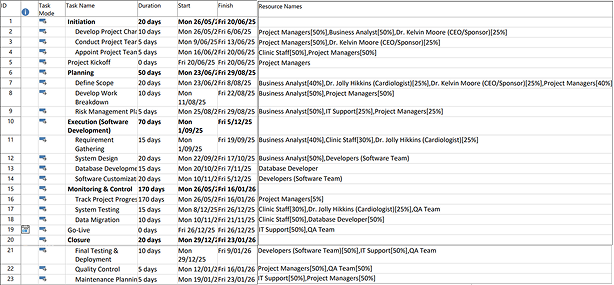 ID Task Mode Task Name Duration Start Finish Resource Names
1 Initiation 20 days Mon 26/05/ Fri 20/06/25
2 Develop Project Char 10 days Mon 26/05/2 Fri 6/06/25 Project Managers[50%],Business Analyst[50%],Dr. Kelvin Moore (CEO/Sponsor)[25%]
3 Conduct Project Team 5 days Mon 9/06/25 Fri 13/06/25 Project Managers[50%],Dr. Kelvin Moore (CEO/Sponsor)[25%]
4 Appoint Project Team 5 days Mon 16/06/2 Fri 20/06/25 Clinic Staff[50%],Project Managers[50%]
5 Project Kickoff 0 days Fri 20/06/25 Fri 20/06/25 Project Managers
6 Planning 50 days Mon 23/06/ Fri 29/08/25
7 Define Scope 20 days Mon 23/06/2 Fri 8/08/25 Business Analyst[40%],Dr. Jolly Hikkins (Cardiologist)[25%],Dr. Kelvin Moore (CEO/Sponsor)[25%],Project Managers[40%]
8 Develop Work Breakdown 10 days Mon 11/08/25 Fri 22/08/25 Business Analyst[50%],Project Managers[50%]
9 Risk Management Pl 5 days Mon 25/08/2 Fri 29/08/25 Business Analyst[50%],IT Support[25%],Project Managers[25%]
10 Execution (Software Development) 70 days Mon 1/09/25 Fri 5/12/25
11 Requirement Gathering 15 days Mon 1/09/25 Fri 19/09/25 Business Analyst[40%],Clinic Staff[30%],Dr. Jolly Hikkins (Cardiologist)[25%]
12 System Design 20 days Mon 22/09/2 Fri 17/10/25 Business Analyst[50%],Developers (Software Team)
13 Database Developme 15 days Mon 20/10/2 Fri 7/11/25 Database Developer
14 Software Customizat 20 days Mon 10/11/2 Fri 5/12/25 Developers (Software Team)
15 Monitoring & Control 170 days Mon 26/05/ Fri 16/01/26
16 Track Project Progres 170 days Mon 26/05/2 Fri 16/01/26 Project Managers[5%]
17 System Testing 15 days Mon 8/12/25 Fri 26/12/25 Clinic Staff[30%],Dr. Jolly Hikkins (Cardiologist)[25%],QA Team
18 Data Migration 10 days Mon 10/11/2 Fri 21/11/25 Clinic Staff[50%],Database Developer[50%]
19 Go-Live 0 days Fri 26/12/25 Fri 26/12/25 IT Support[50%],QA Team
20 Closure 20 days Mon 29/12/ Fri 23/01/26
21 Final Testing & Deployment 10 days Mon 29/12/25 Fri 9/01/26 Developers (Software Team)[50%],IT Support[50%],QA Team
22 Quality Control 5 days Mon 12/01/2 Fri 16/01/26 Project Managers[50%],QA Team[50%]
23 Maintenance Plannin 5 days Mon 19/01/2 Fri 23/01/26 IT Support[50%],Project Managers[50%]